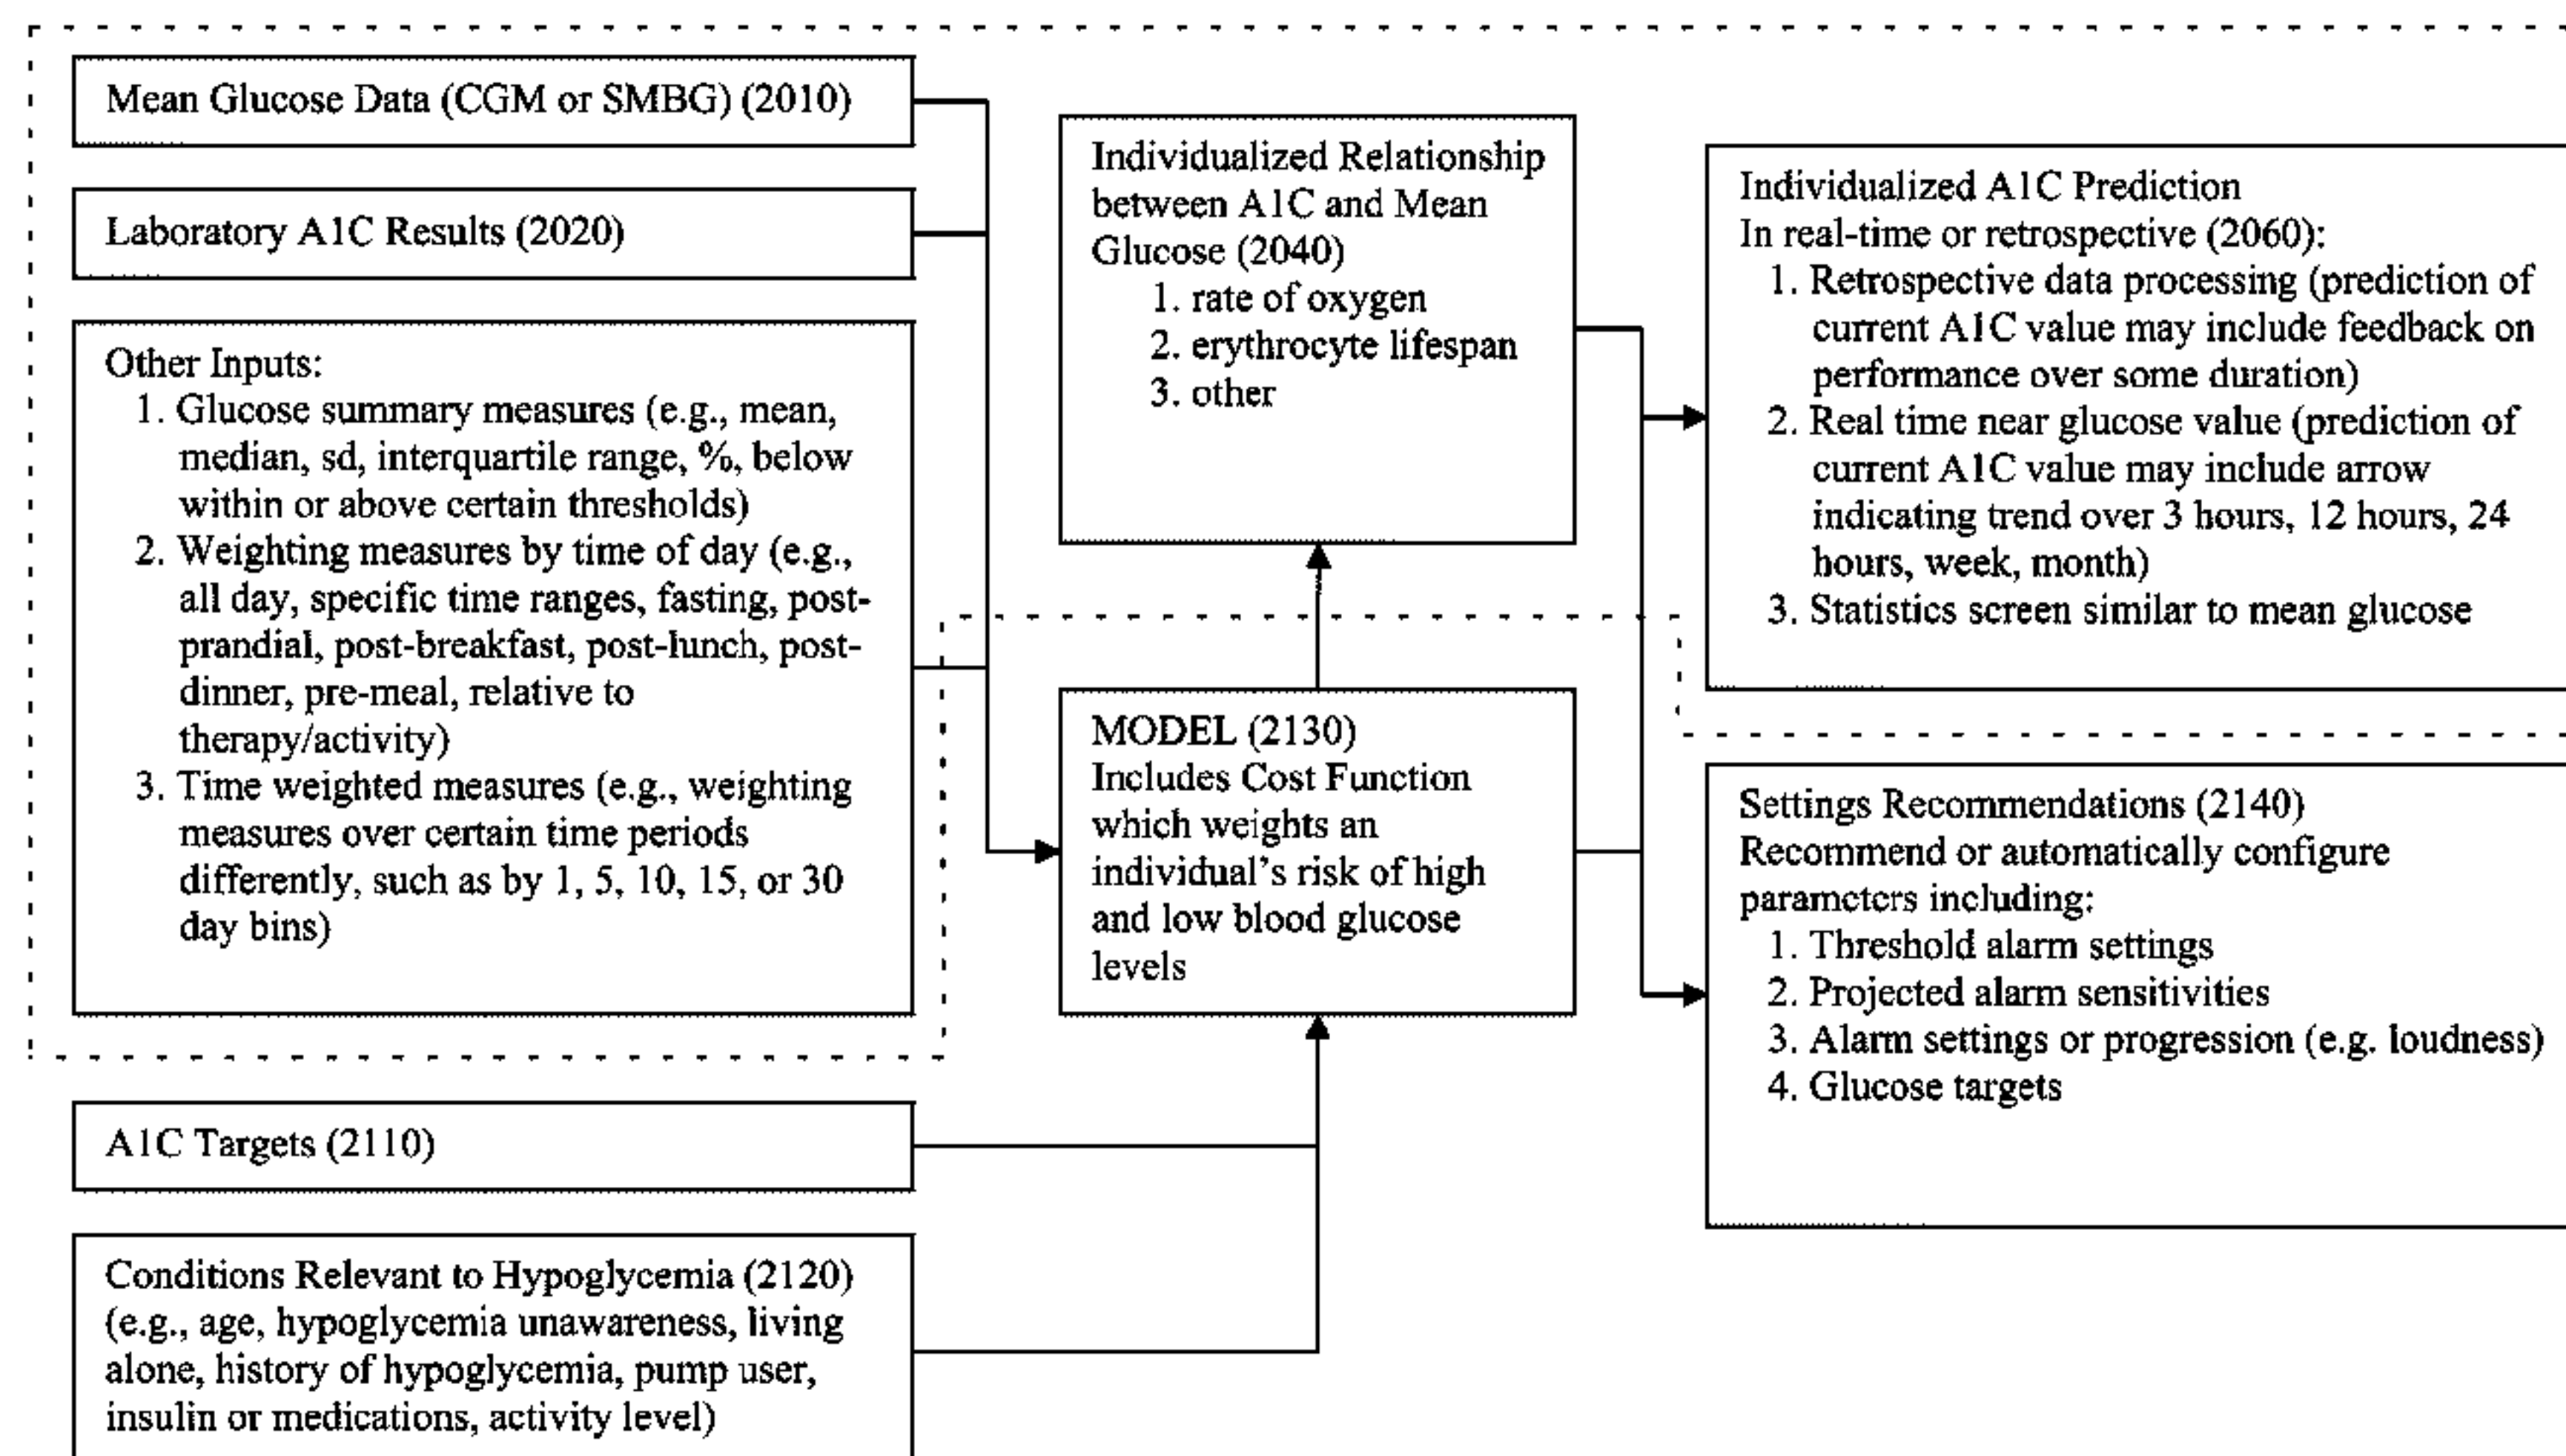 Mean Glucose Data (CGM or SMBG) (2010)
Laboratory A1C Results (2020)
Other Inputs:
1. Glucose summary measures (e.g., mean,
median, sd, interquartile range, %, below
within or above certain thresholds)
2. Weighting measures by time of day (e.g.,
all day, specific time ranges, fasting, post-
prandial, post-breakfast, post-lunch, post-
dinner, pre-meal, relative to
therapy/activity)
3. Time weighted measures (e.g., weighting
measures over certain time periods
differently, such as by 1, 5, 10, 15, or 30
day bins)
A1C Targets (2110)
Conditions Relevant to Hypoglycemia (2120)
(e.g., age, hypoglycemia unawareness, living
alone, history of hypoglycemia, pump user,
insulin or medications, activity level)
Individualized Relationship
between A1C and Mean
Glucose (2040)
1. rate of oxygen
2. erythrocyte lifespan
3. other
MODEL (2130)
Includes Cost Function
which weights an
individual's risk of high
and low blood glucose
levels
Individualized A1C Prediction
In real-time or retrospective (2060):
1. Retrospective data processing (prediction of
current A1C value may include feedback on
performance over some duration)
2. Real time near glucose value (prediction of
current A1C value may include arrow
indicating trend over 3 hours, 12 hours, 24
hours, week, month)
3. Statistics screen similar to mean glucose
Settings Recommendations (2140)
Recommend or automatically configure
parameters including:
1. Threshold alarm settings
2. Projected alarm sensitivities
3. Alarm settings or progression (e.g. loudness)
4. Glucose targets